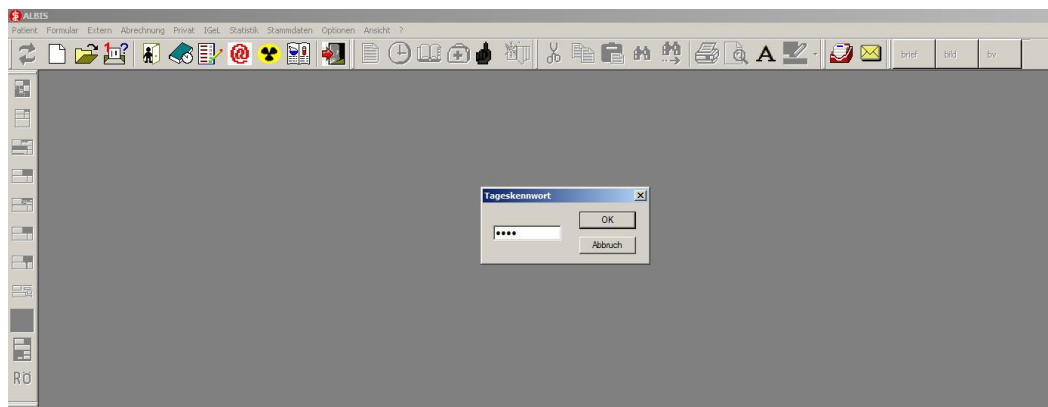 ALBIS
Patient Formular Extern Abrechnung Privat IGeL Statistik Stammdaten Optionen Ansicht ?
brief bild bv
Tageskennwort
OK
••••
Abbruch
RÖ